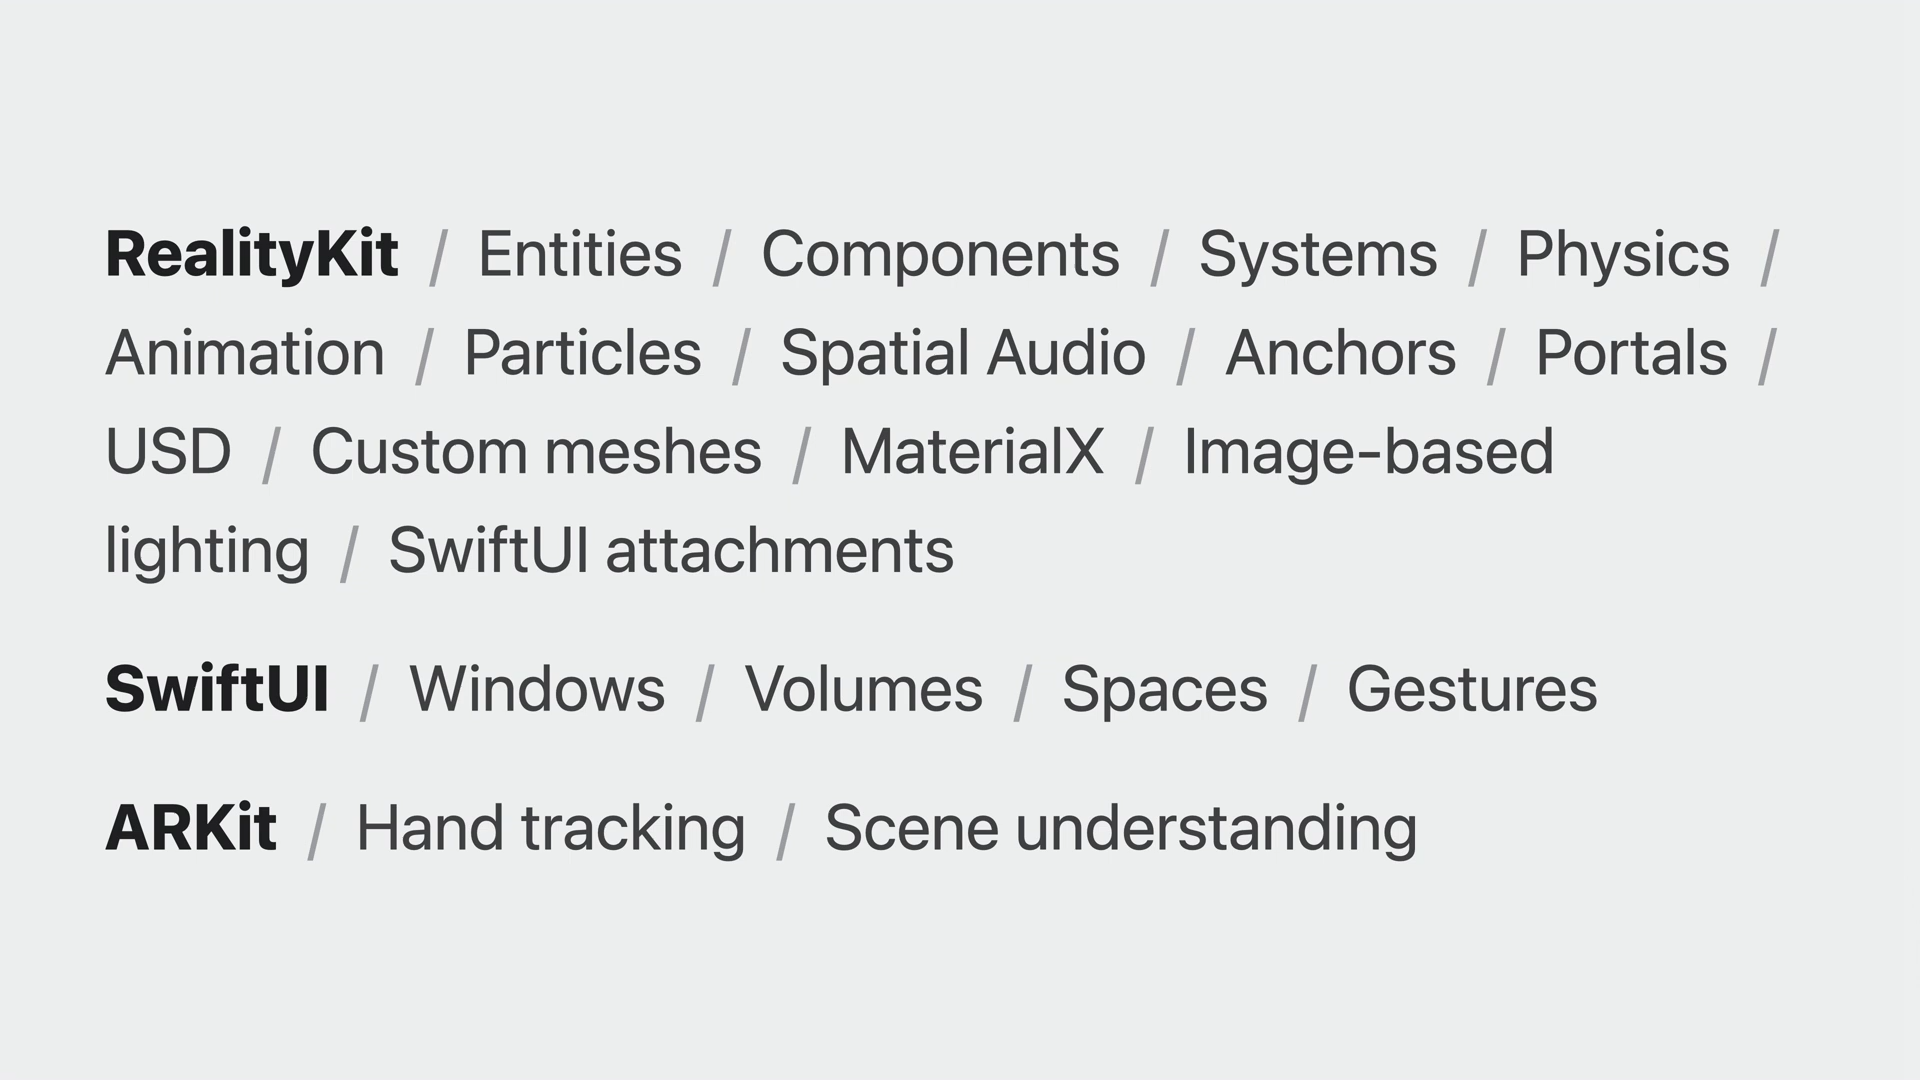 RealityKit / Entities / Components / Systems / Physics /
Animation / Particles / Spatial Audio / Anchors / Portals /
USD / Custom meshes / MaterialX / Image-based
lighting / SwiftUI attachments
SwiftUI / Windows / Volumes / Spaces / Gestures
ARKit / Hand tracking / Scene understanding